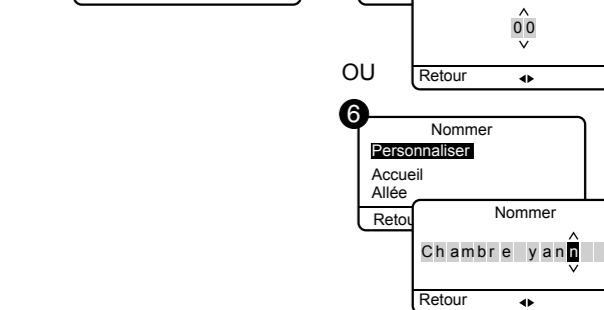 00
OU
Retour
6
Nommer
Personnaliser
Accueil
Allée
Retou
Nommer
Chambre yann
Retour